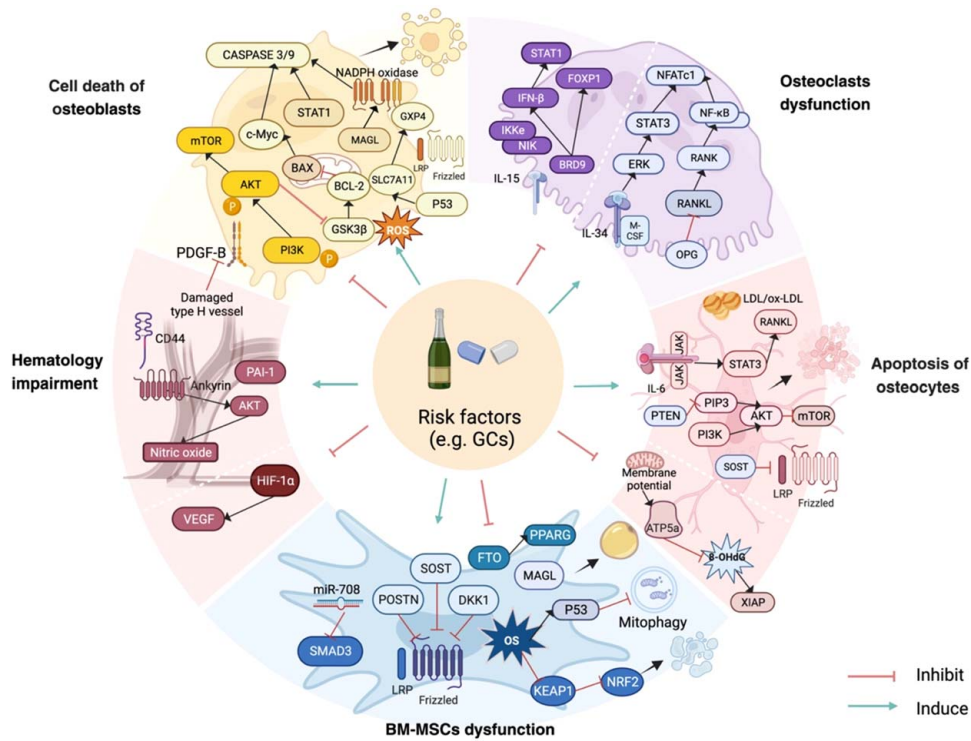 Cell death of
osteoblasts
CASPASE 3/9
NADPH oxidase
STAT1
GXP4
c-Myc
MAGL
mTOR
BAX
LRP
Frizzled
AKT
BCL-2
SLC7A11
P
P53
GSK3β
ROS
PI3K
P
PDGF-B
Osteoclasts
dysfunction
STAT1
FOXP1
NFATc1
IFN-β
NF-κB
STAT3
IKKe
NIK
BRD9
ERK
RANK
IL-15
RANKL
IL-34
M-
CSF
OPG
Hematology
impairment
Damaged
type H vessel
CD44
PAI-1
Ankyrin
AKT
Nitric oxide
HIF-1α
VEGF
Risk factors
(e.g. GCs)
Apoptosis of
osteocytes
LDL/ox-LDL
RANKL
JAK
JAK
STAT3
IL-6
PIP3
PTEN
AKT
mTOR
PI3K
SOST
LRP
Frizzled
Membrane
potential
ATP5a
8-OHdG
XIAP
PPARG
FTO
SOST
MAGL
miR-708
POSTN
DKK1
P53
Mitophagy
OS
SMAD3
LRP
Frizzled
KEAP1
NRF2
BM-MSCs dysfunction
Inhibit
Induce